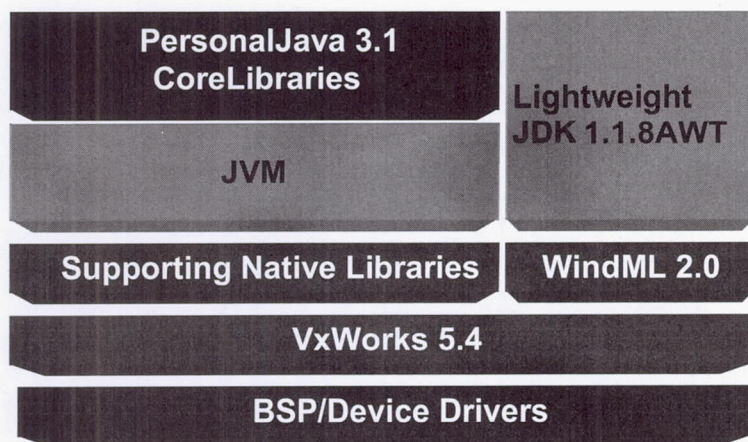 PersonalJava 3.1
CoreLibraries
Lightweight
JDK 1.1.8AWT
JVM
Supporting Native Libraries
WindML 2.0
VxWorks 5.4
BSP/Device Drivers